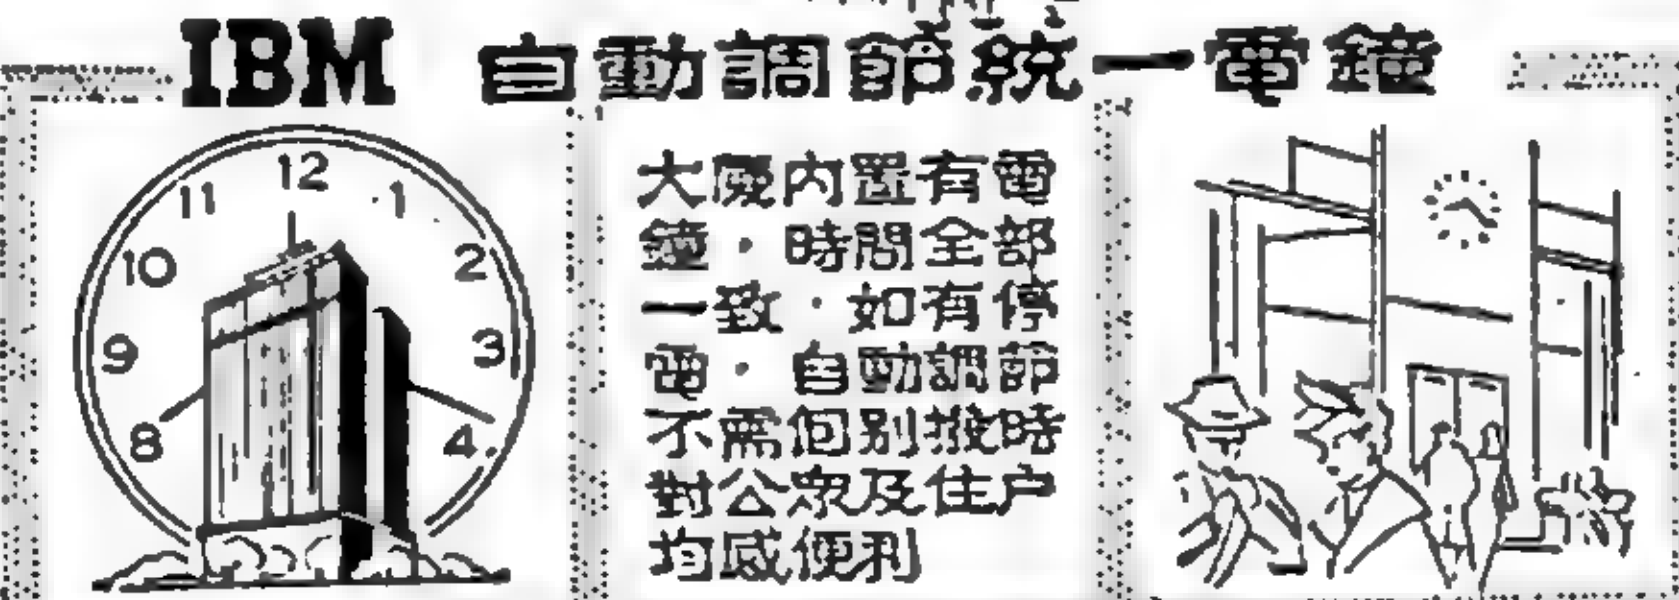 IBM 自動調節統一電鐘
12
11
1
10
2
9
3
8
4
大廈內置有電
鐘·時間全部
一致·如有停
電·自動調節
不需個別撥時
對公眾及住户
均感便利